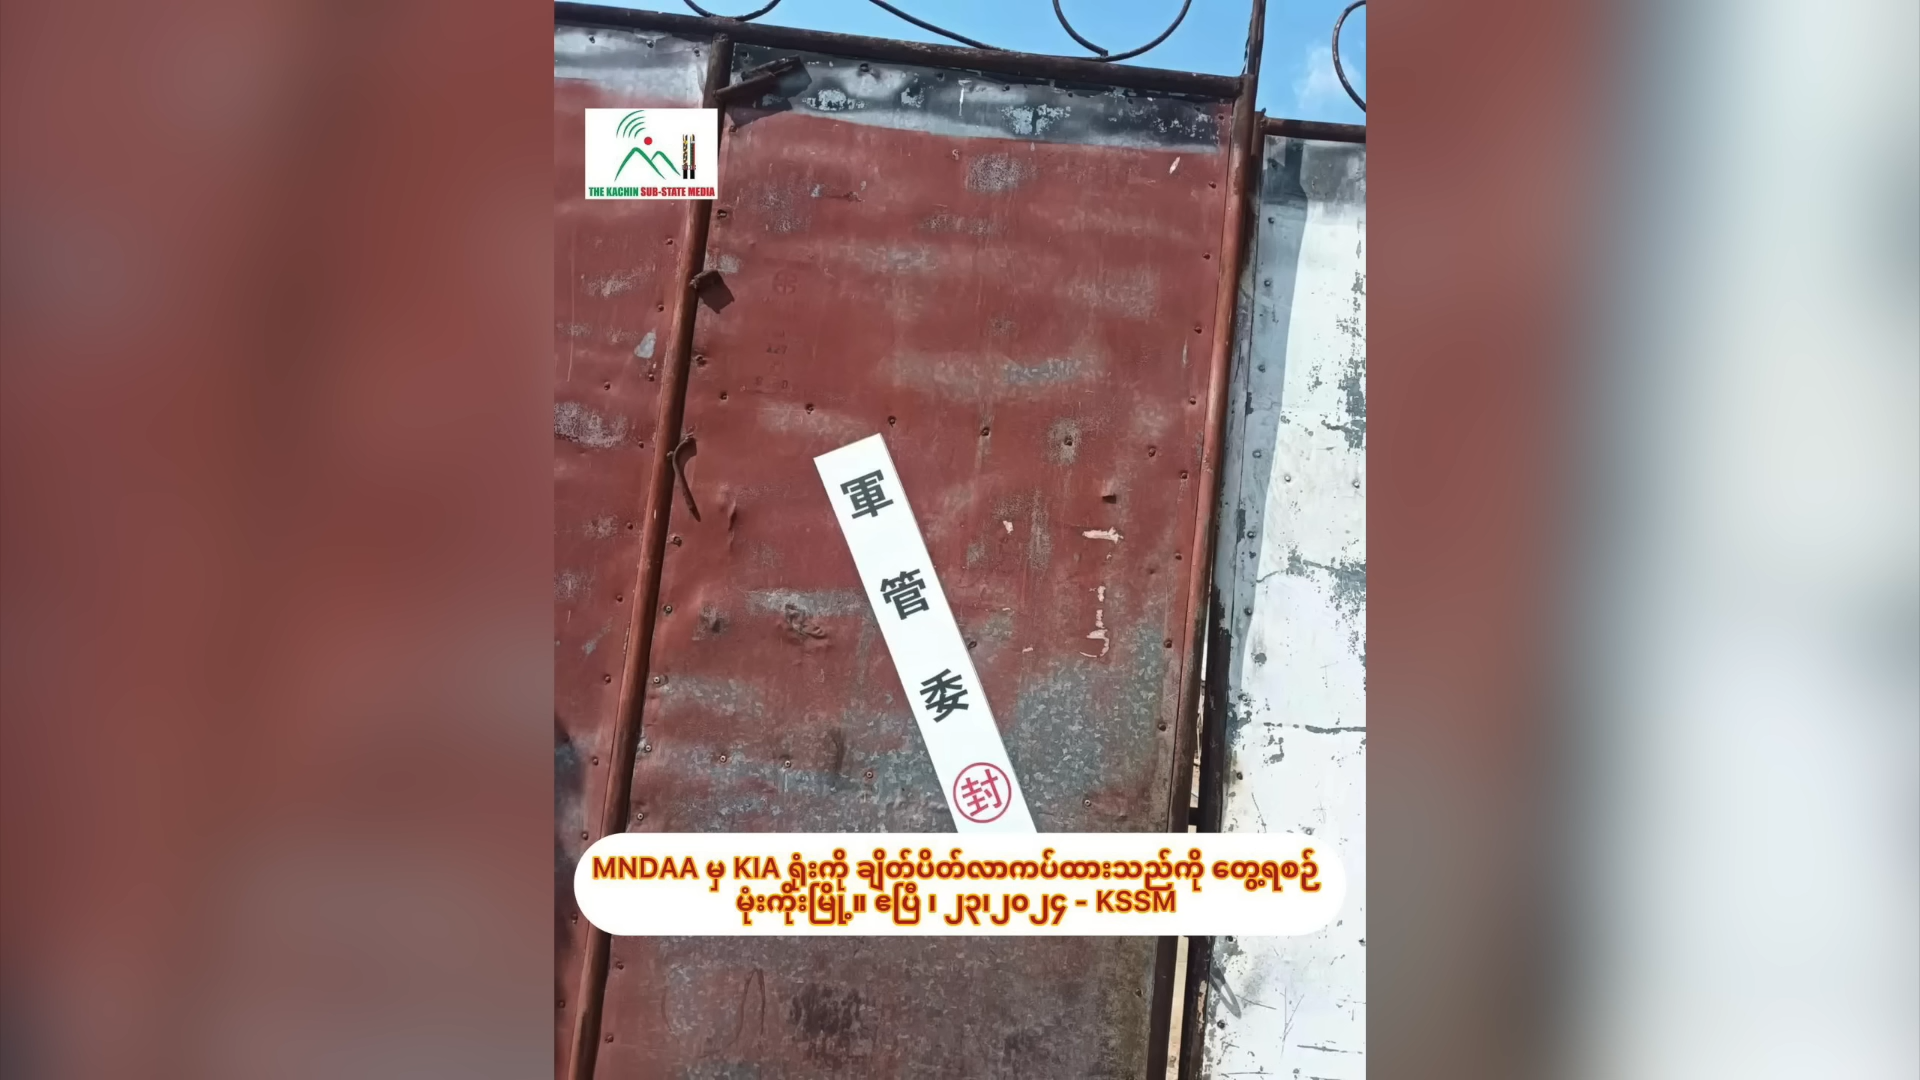 THE KACHIN SUB-STATE MEDIA
軍管委
封
MNDAA မှ KIA ရုံးကို ချိတ်ပိတ်လာကပ်ထားသည်ကို တွေ့ရစဉ်
မုံးကိုးမြို့။ ဧပြီ ၊ ၂၃၊၂၀၂၄ - KSSM